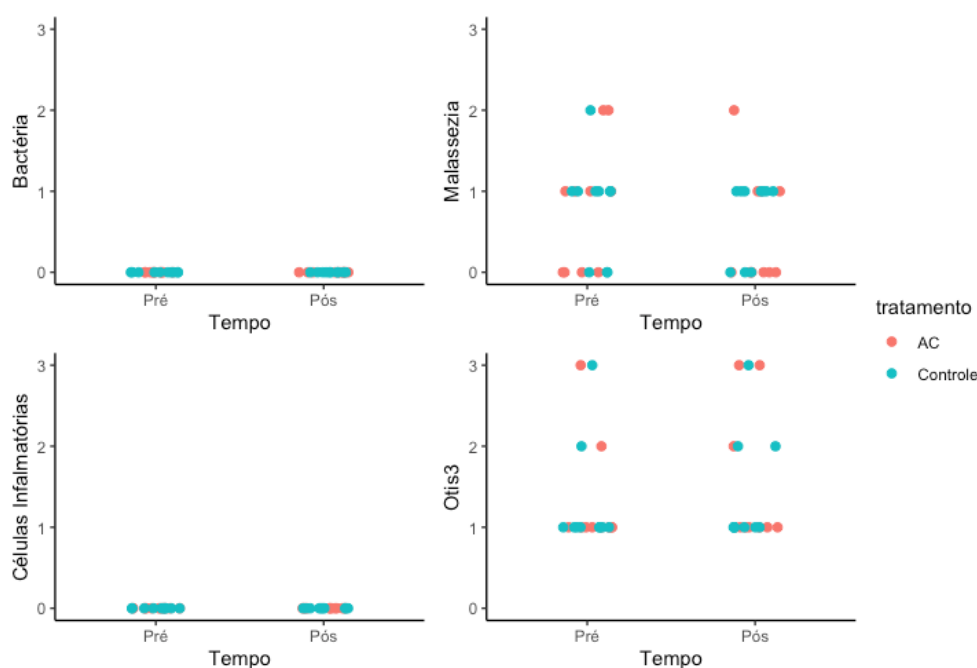 3
2
1
0
Bactéria
Pré
Pós
Tempo
3
2
1
0
Malassezia
Pré
Pós
Tempo
tratamento
AC
Controle
3
2
1
0
Células Infalmatórias
Pré
Pós
Tempo
3
2
1
0
Otis3
Pré
Pós
Tempo